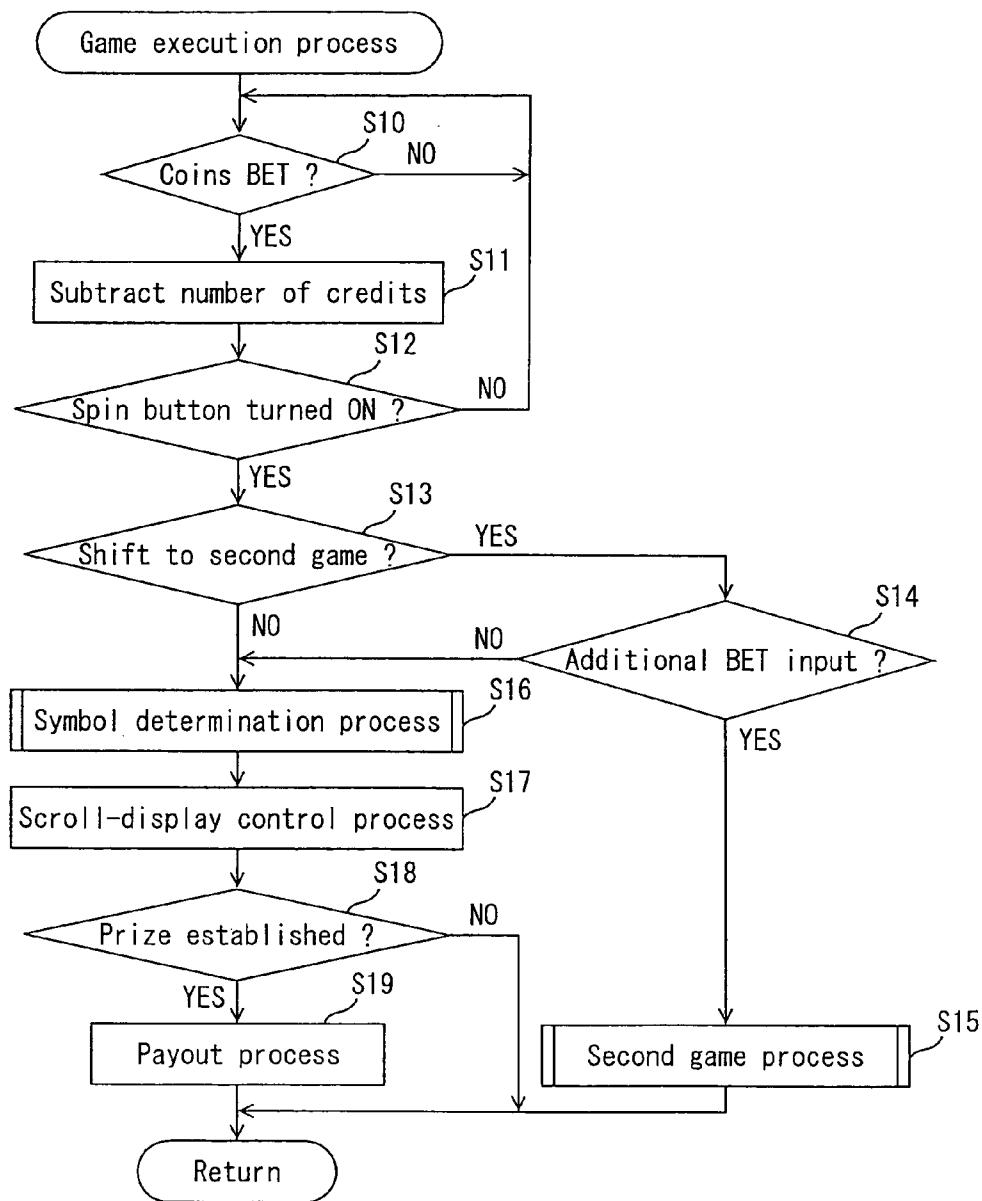 Game execution process
S10
Coins BET ?
NO
YES
S11
Subtract number of credits
S12
Spin button turned ON ?
NO
YES
S13
Shift to second game ?
YES
S14
NO
NO
Additional BET input ?
S16
Symbol determination process
YES
S17
Scroll-display control process
S18
Prize established ?
NO
YES
S19
Payout process
S15
Second game process
Return